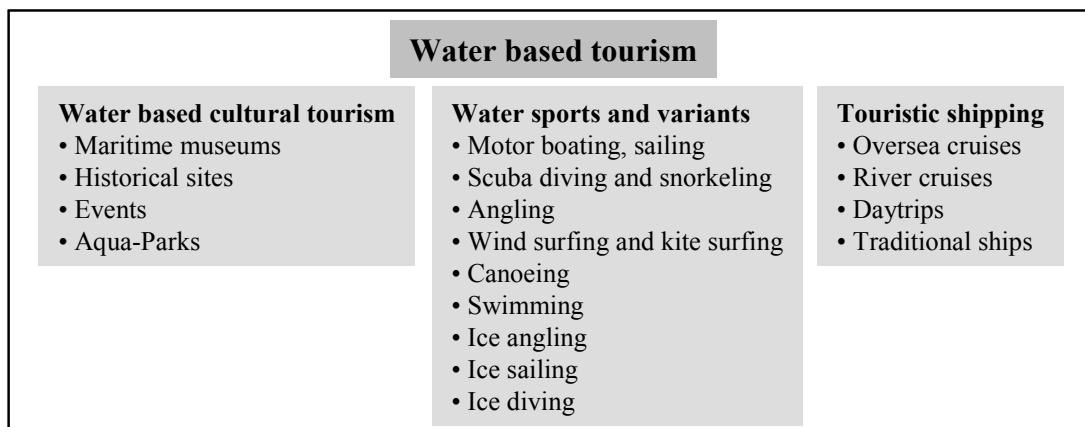 Water based tourism
Water based cultural tourism
• Maritime museums
• Historical sites
• Events
• Aqua-Parks
Water sports and variants
• Motor boating, sailing
• Scuba diving and snorkeling
• Angling
• Wind surfing and kite surfing
• Canoeing
• Swimming
• Ice angling
• Ice sailing
• Ice diving
Touristic shipping
• Oversea cruises
• River cruises
• Daytrips
• Traditional ships